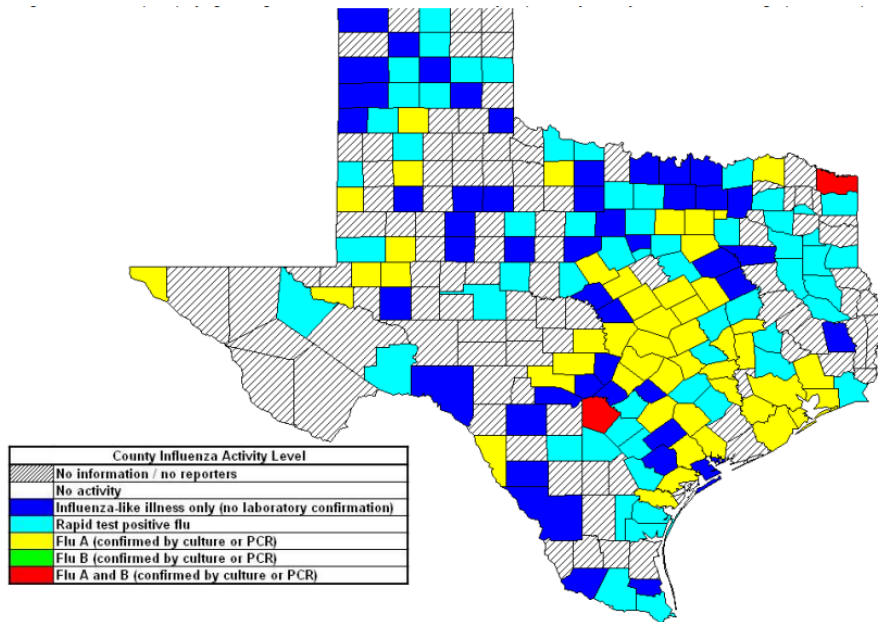 County Influenza Activity Level
No information / no reporters
No activity
Influenza-like illness only (no laboratory confirmation)
Rapid test positive flu
Flu A (confirmed by culture or PCR)
Flu B (confirmed by culture or PCR)
Flu A and B (confirmed by culture or PCR)